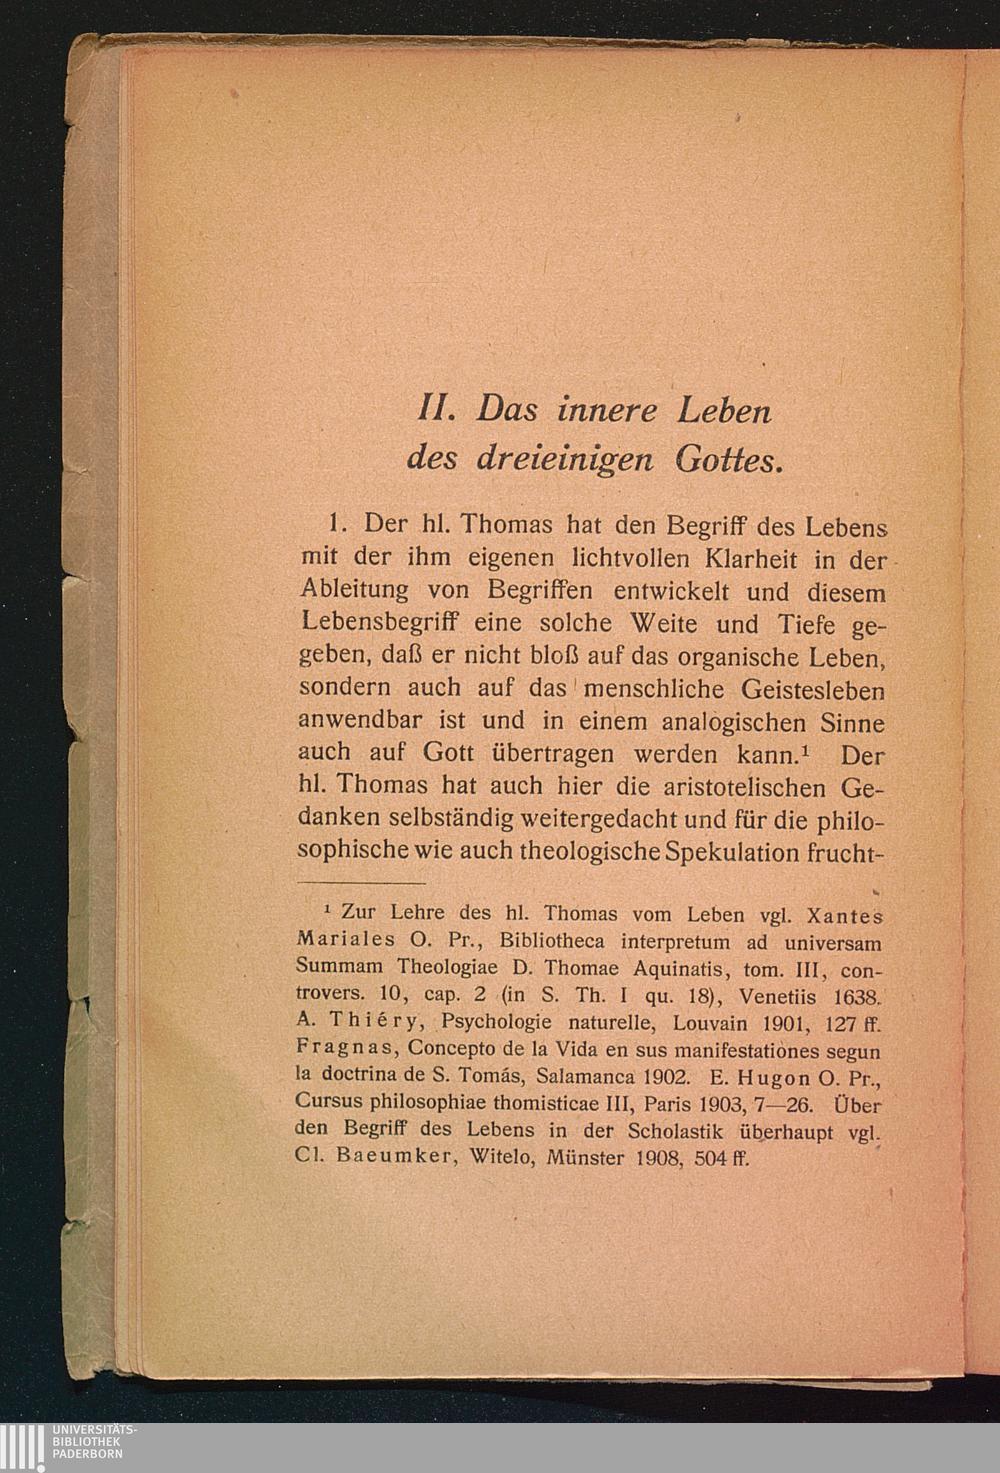 II. Das innere Leben
des dreieinigen Gottes.
1. Der hl. Thomas hat den Begriff des Lebens
mit der ihm eigenen lichtvollen Klarheit in der
Ableitung von Begriffen entwickelt und diesem
Lebensbegriff eine solche Weite und Tiefe ge-
geben, daß er nicht bloß auf das organische Leben,
sondern auch auf das menschliche Geistesleben
anwendbar ist und in einem analogischen Sinne
auch auf Gott übertragen werden kann.¹ Der
hl. Thomas hat auch hier die aristotelischen Ge-
danken selbständig weitergedacht und für die philo-
sophische wie auch theologische Spekulation frucht-
¹ Zur Lehre des hl. Thomas vom Leben vgl. Xantes
Mariales O. Pr., Bibliotheca interpretum ad universam
Summam Theologiae D. Thomae Aquinatis, tom. III, con-
trovers. 10, cap. 2 (in S. Th. I qu. 18), Venetiis 1638.
A. Thiéry, Psychologie naturelle, Louvain 1901, 127 ff.
Fragnas, Concepto de la Vida en sus manifestationes segun
la doctrina de S. Tomás, Salamanca 1902. E. Hugon O. Pr.,
Cursus philosophiae thomisticae III, Paris 1903, 7—26. Über
den Begriff des Lebens in der Scholastik überhaupt vgl.
Cl. Baeumker, Witelo, Münster 1908, 504 ff.
UNIVERSITÄTS-
BIBLIOTHEK
PADERBORN